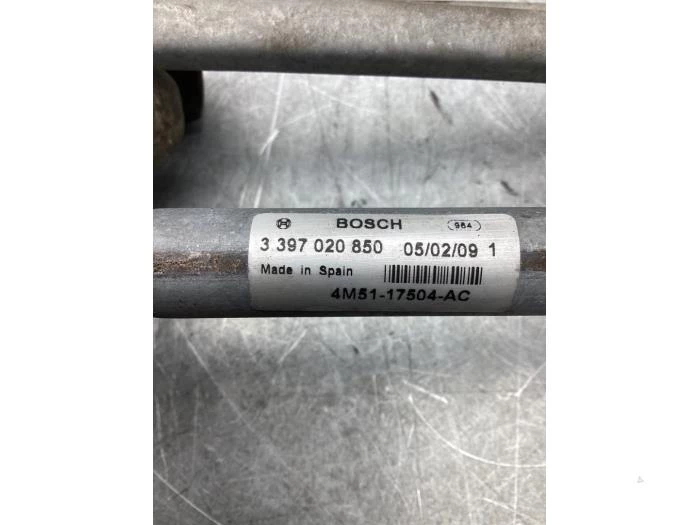 BOSCH 984
3 397 020 850 05/02/09 1
Made in Spain
4M51-17504-AC